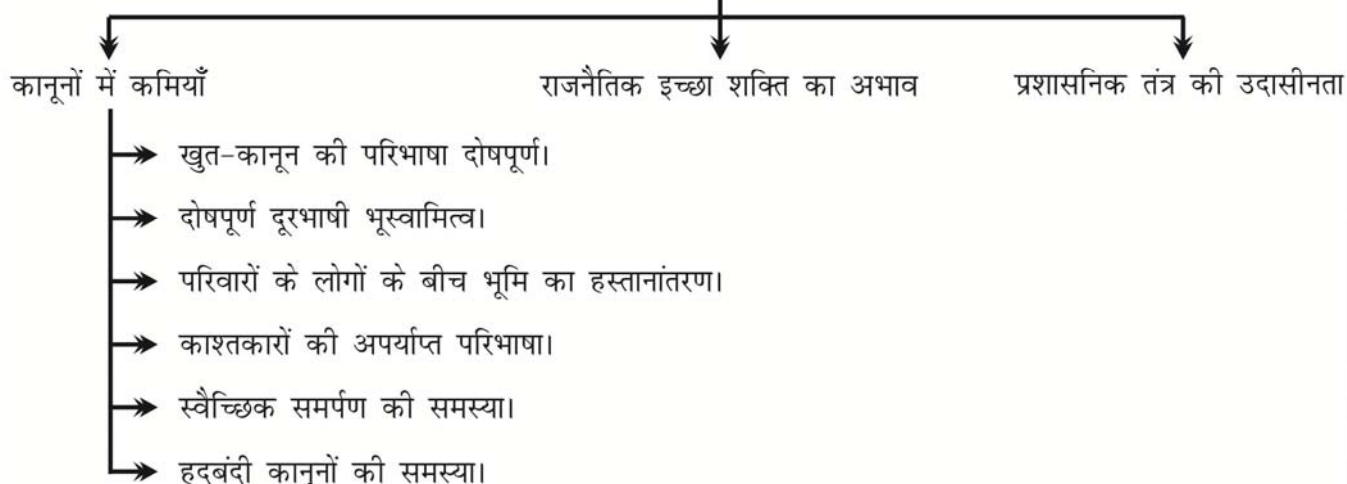 कानूनों में कमियाँ राजनैतिक इच्छा शक्ति का अभाव प्रशासनिक तंत्र की उदासीनता
खुत-कानून की परिभाषा दोषपूर्ण।
दोषपूर्ण दूरभाषी भूस्वामित्व।
परिवारों के लोगों के बीच भूमि का हस्तानांतरण।
काश्तकारों की अपर्याप्त परिभाषा।
स्वैच्छिक समर्पण की समस्या।
हदबंदी कानूनों की समस्या।